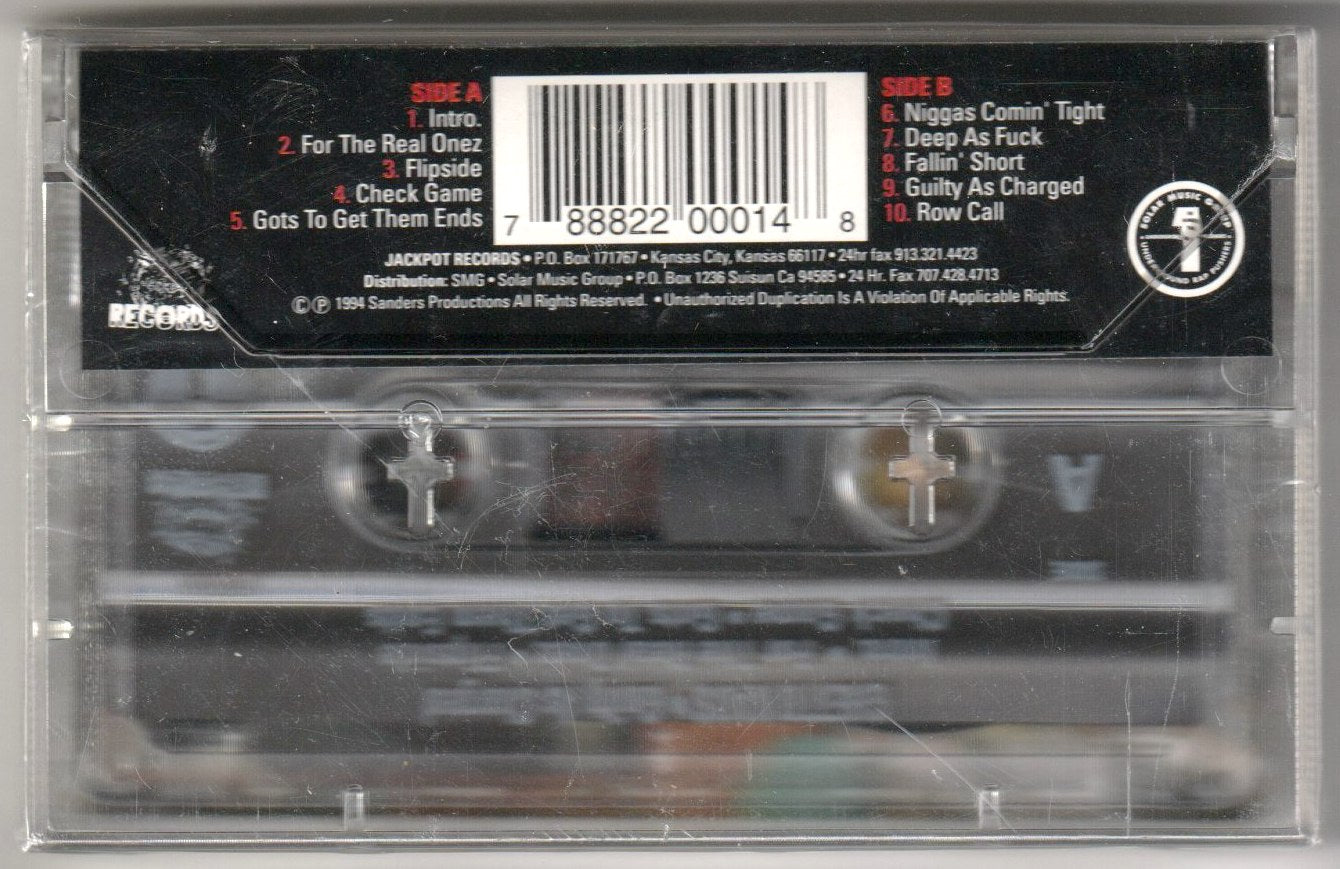 SIDE A
1. Intro.
2. For The Real Onez
3. Flipside
4. Check Game
5. Gots To Get Them Ends
7 88822 00014 8
SIDE B
6. Niggas Comin' Tight
7. Deep As Fuck
8. Fallin' Short
9. Guilty As Charged
10. Row Call
JACKPOT RECORDS • P.O. Box 171767 • Kansas City, Kansas 66117 • 24hr fax 913.321.4423
Distribution: SMG • Solar Music Group • P.O. Box 1236 Suisun Ca 94585 • 24 Hr. Fax 707.428.4713
© ℗ 1994 Sanders Productions All Rights Reserved. • Unauthorized Duplication Is A Violation Of Applicable Rights.
RECORDS
SOLAR MUSIC GROUP
UNDERGROUND RAP PUSHERS
A